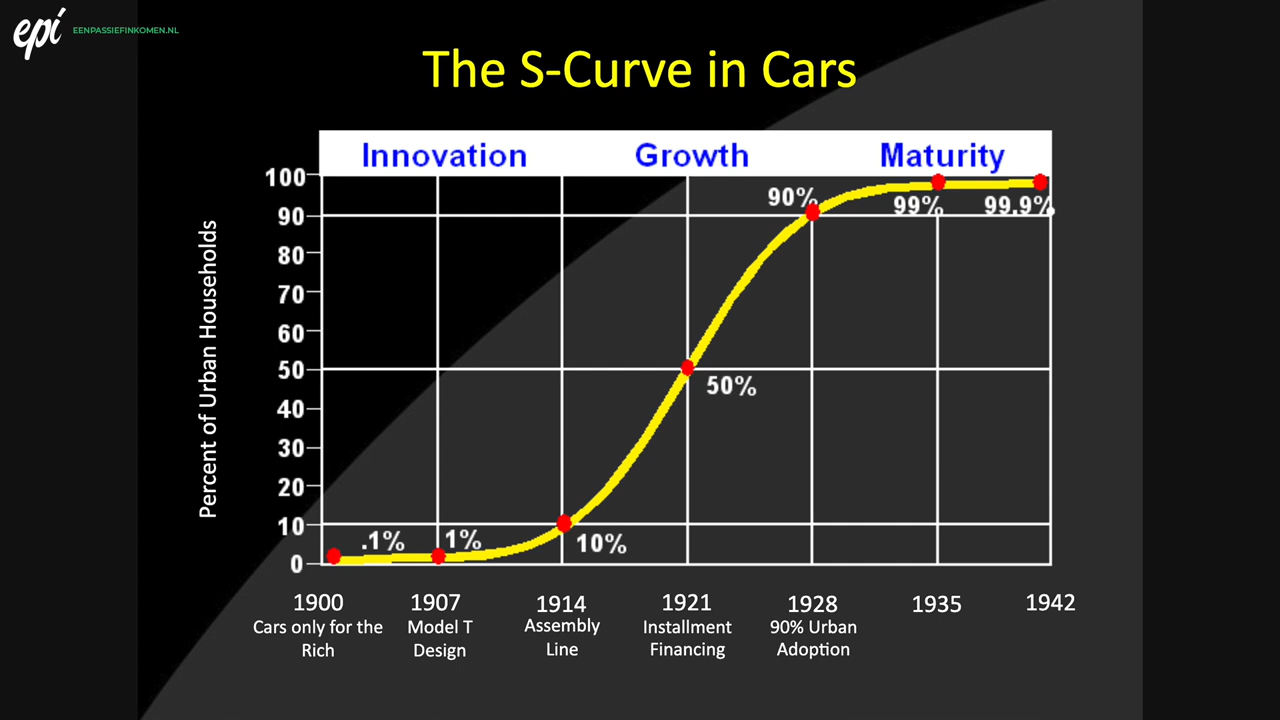 epi
EENPASSIEFINKOMEN.NL
The S-Curve in Cars
Innovation Growth Maturity
Percent of Urban Households
100
90
80
70
60
50
40
30
20
10
0
.1%
1%
10%
50%
90%
99%
99.9%
1900 1907 1914 1921 1928 1935 1942
Cars only for the
Rich
Model T
Design
Assembly
Line
Installment
Financing
90% Urban
Adoption